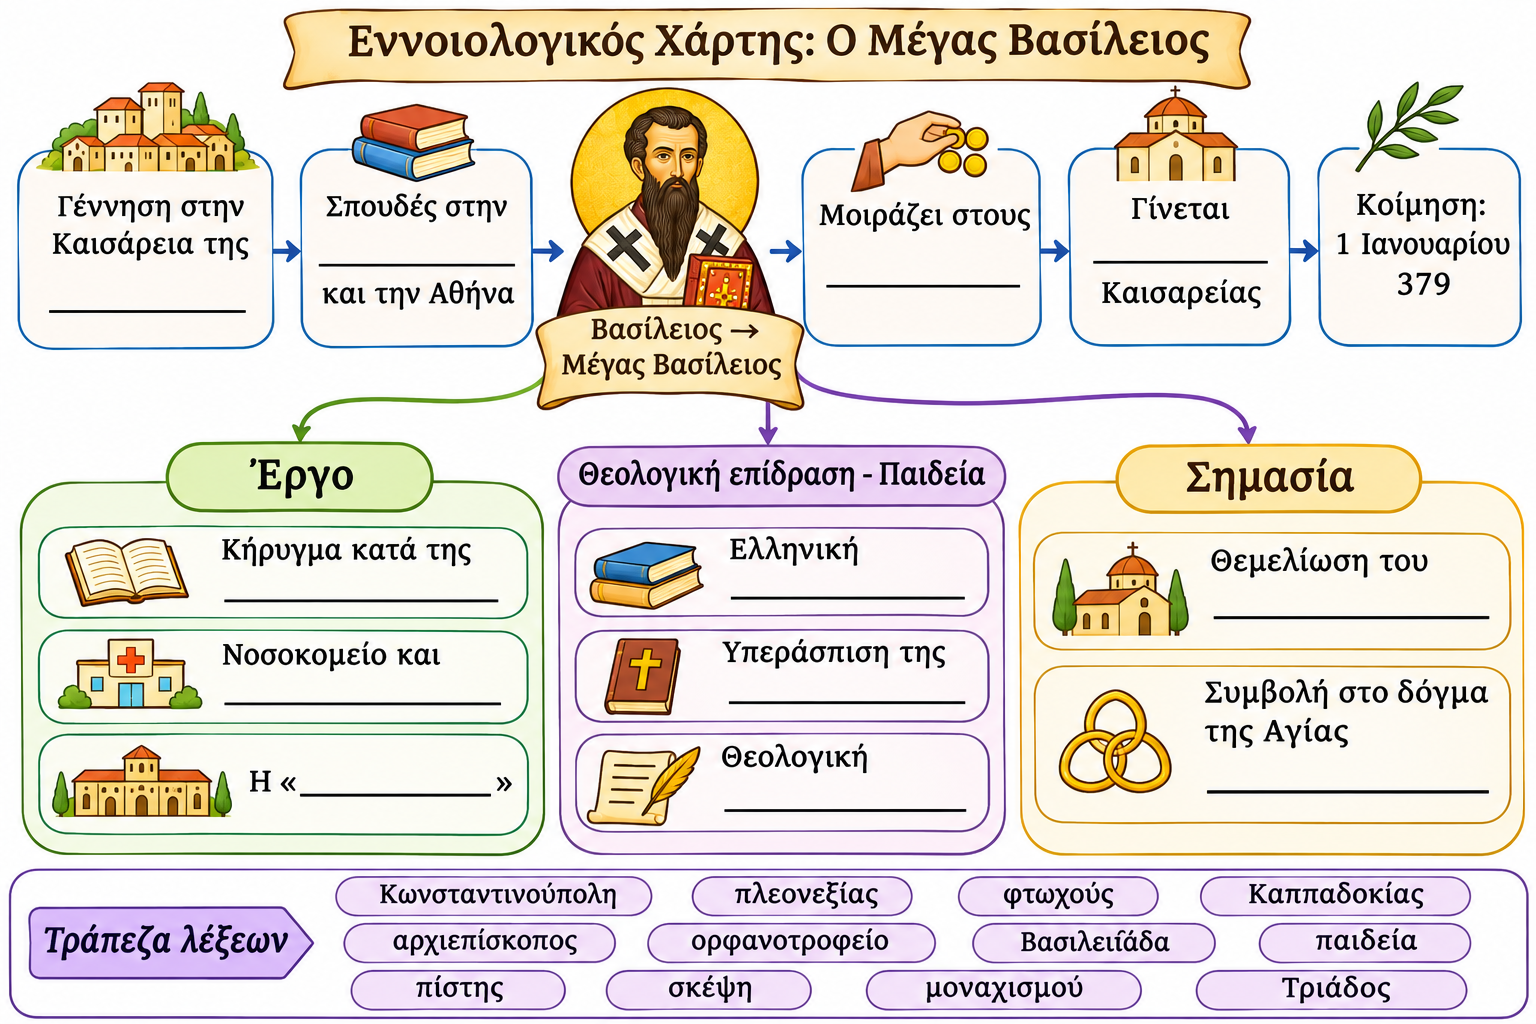 Εννοιολογικός Χάρτης: Ο Μέγας Βασίλειος
Γέννηση στην
Καισάρεια της
Σπουδές στην
και την Αθήνα
Βασίλειος →
Μέγας Βασίλειος
Μοιράζει στους
Γίνεται
Καισαρείας
Κοίμηση:
1 Ιανουαρίου
379
Έργο
Κήρυγμα κατά της
Νοσοκομείο και
Η «__________»
Θεολογική επίδραση - Παιδεία
Ελληνική
Υπεράσπιση της
Θεολογική
Σημασία
Θεμελίωση του
Συμβολή στο δόγμα
της Αγίας
Τράπεζα λέξεων
Κωνσταντινούπολη πλεονεξίας φτωχούς Καππαδοκίας
αρχιεπίσκοπος ορφανοτροφείο Βασιλειΐάδα παιδεία
πίστης σκέψη μοναχισμού Τριάδος